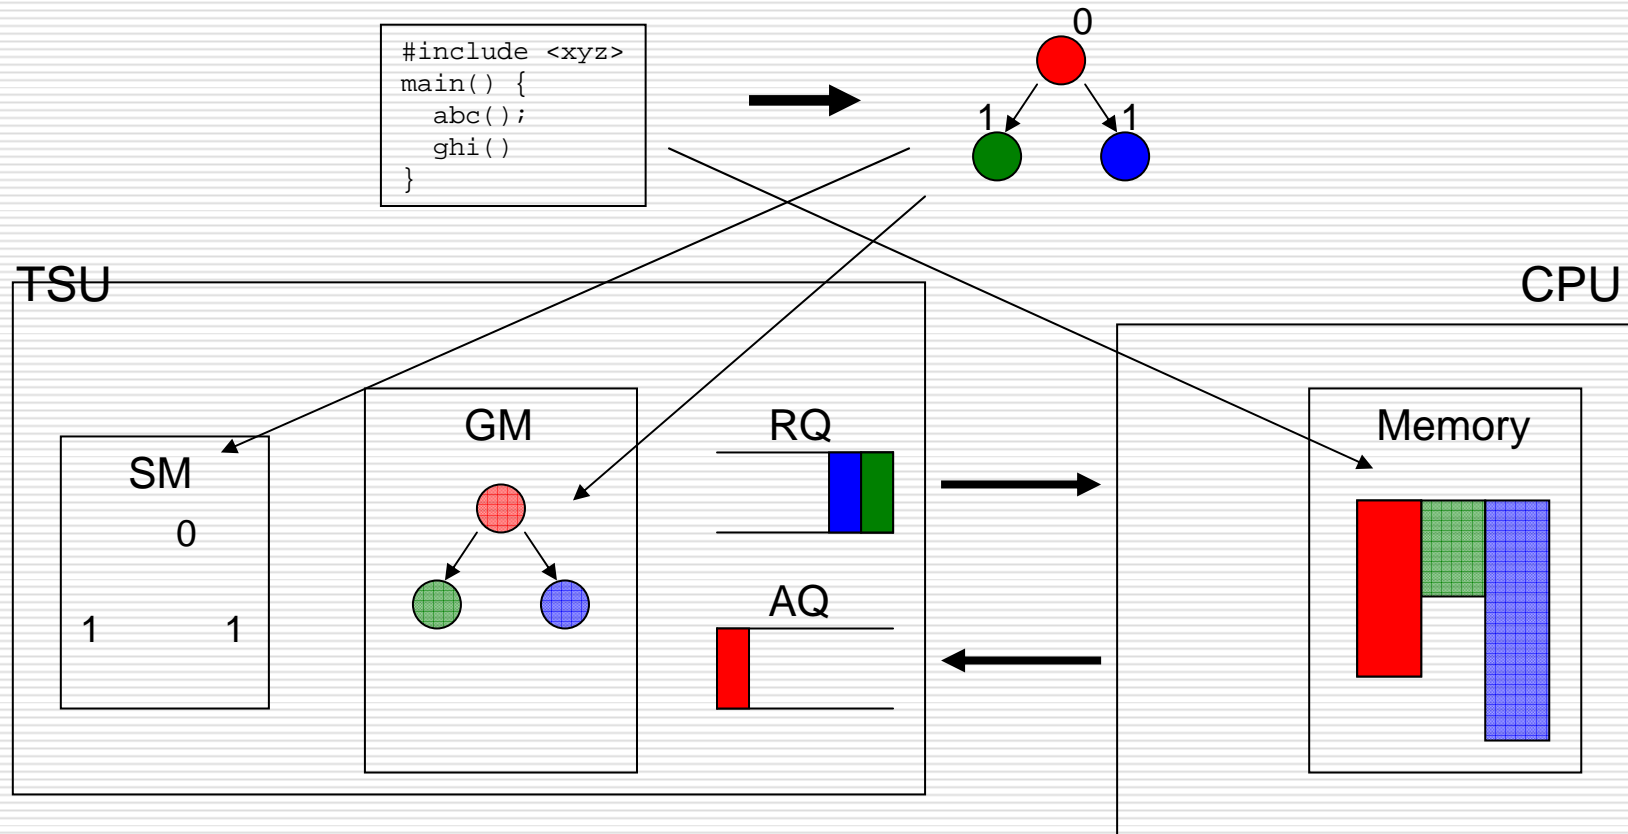 #include <xyz>
main() {
  abc();
  ghi()
}
0
1
1
TSU
CPU
SM
0
1
1
GM
RQ
AQ
Memory